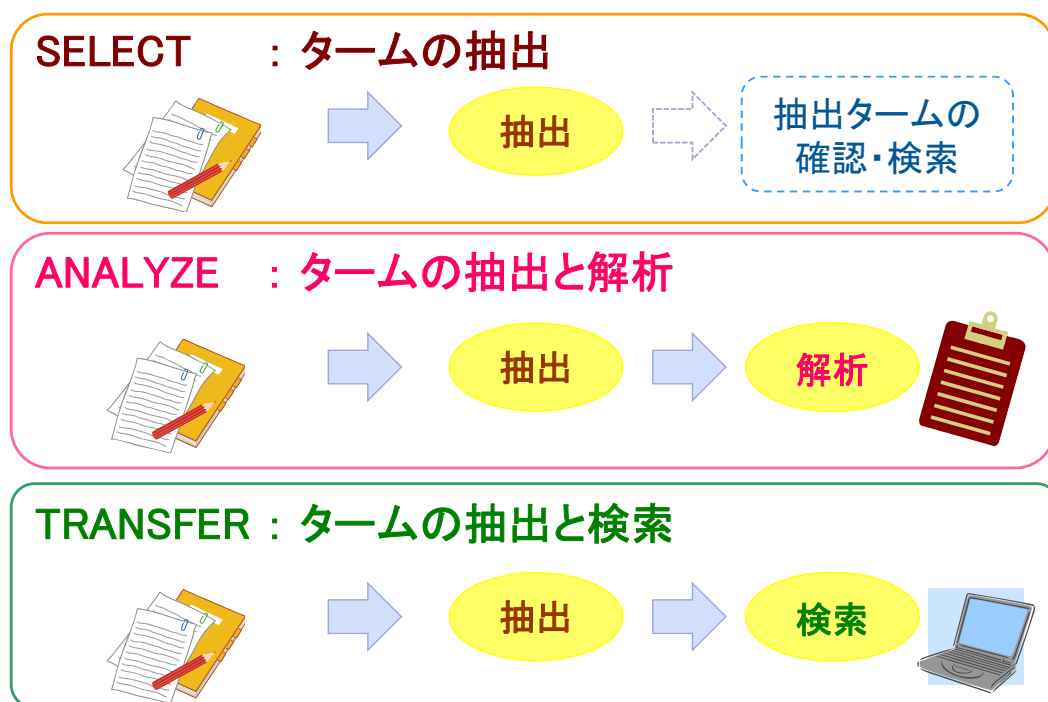 SELECT : タームの抽出
抽出
抽出タームの
確認・検索
ANALYZE : タームの抽出と解析
抽出
解析
TRANSFER : タームの抽出と検索
抽出
検索